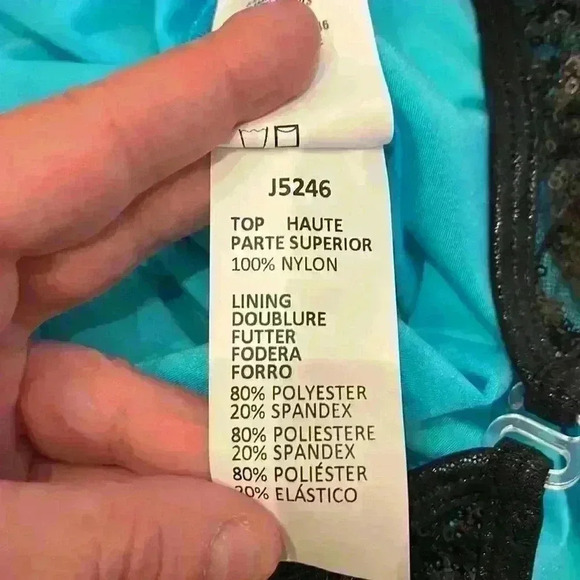 J5246
TOP HAUTE
PARTE SUPERIOR
100% NYLON
LINING
DOUBLURE
FUTTER
FODERA
FORRO
80% POLYESTER
20% SPANDEX
80% POLIESTERE
20% SPANDEX
80% POLIÉSTER
20% ELÁSTICO